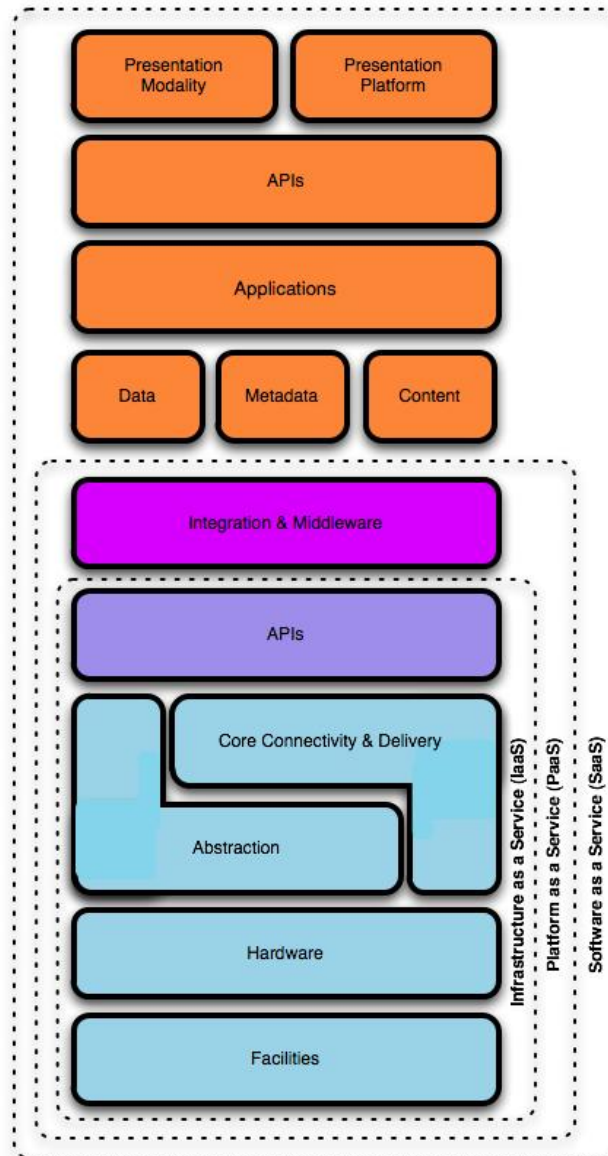 Presentation
Modality
Presentation
Platform
APIs
Applications
Data
Metadata
Content
Integration & Middleware
APIs
Core Connectivity & Delivery
Abstraction
Hardware
Facilities
Infrastructure as a Service (IaaS)
Platform as a Service (PaaS)
Software as a Service (SaaS)